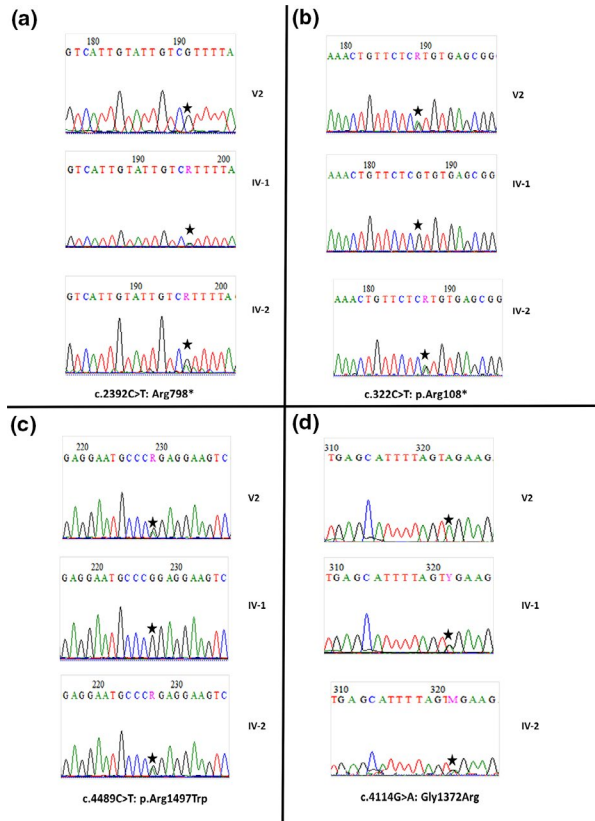 (a)
180 190
GTCATTGTATTGTCGTTTTA
V2
190 200
GTCATTGTATTGTCRTTTTA
IV-1
190 200
GTCATTGTATTGTCRTTTTA
IV-2
c.2392C>T: Arg798*
(b)
180 190
AAACTGTTCTCRTGTGAGCGG
V2
180 190
AAACTGTTCTCGTGTGAGCGG
IV-1
180 190
AAACTGTTCTCRTGTGAGCGG
IV-2
c.322C>T: p.Arg108*
(c)
220 230
GAGGAATGCCCRGAGGAAGTC
V2
220 230
GAGGAATGCCCGGAGGAAGTC
IV-1
220 230
GAGGAATGCCCRGAGGAAGTC
IV-2
c.4489C>T: p.Arg1497Trp
(d)
310 320
TGAGCATTTTAGTAGAAG
V2
310 320
TGAGCATTTTAGTYGAAG
IV-1
310 320
TGAGCATTTTAGTMGAAG
IV-2
c.4114G>A: Gly1372Arg